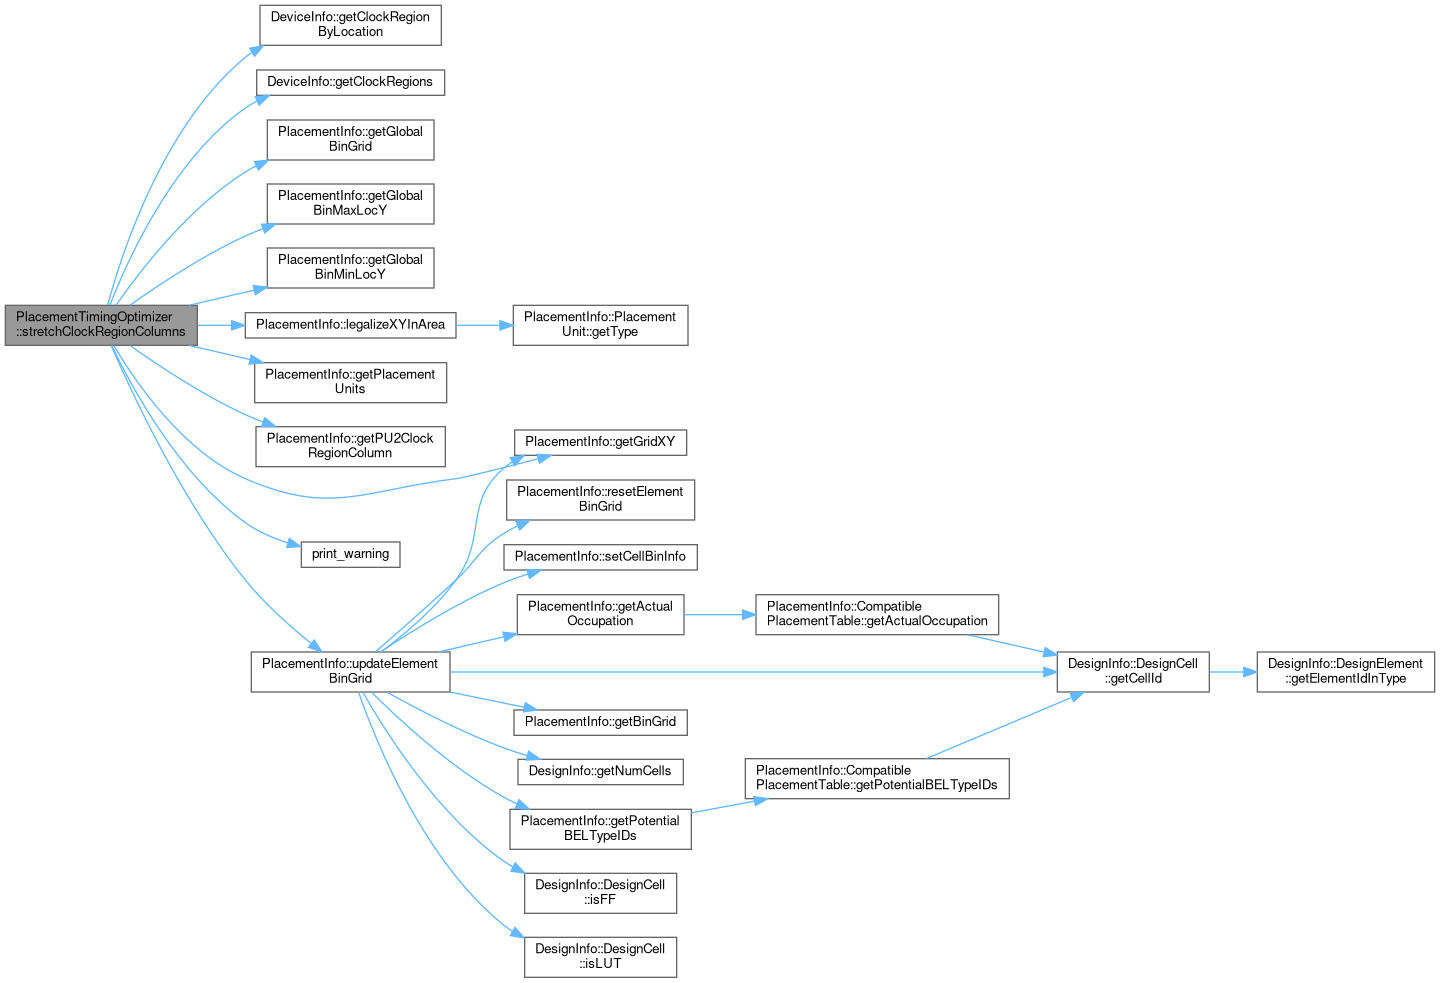 DeviceInfo::getClockRegion
ByLocation
DeviceInfo::getClockRegions
PlacementInfo::getGlobal
BinGrid
PlacementInfo::getGlobal
BinMaxLocY
PlacementInfo::getGlobal
BinMinLocY
PlacementTimingOptimizer
::stretchClockRegionColumns
PlacementInfo::legalizeXYInArea
PlacementInfo::Placement
Unit::getType
PlacementInfo::getPlacement
Units
PlacementInfo::getPU2Clock
RegionColumn
PlacementInfo::getGridXY
PlacementInfo::resetElement
BinGrid
print_warning
PlacementInfo::setCellBinInfo
PlacementInfo::getActual
Occupation
PlacementInfo::Compatible
PlacementTable::getActualOccupation
PlacementInfo::updateElement
BinGrid
DesignInfo::DesignCell
::getCellId
DesignInfo::DesignElement
::getElementIdInType
PlacementInfo::getBinGrid
DesignInfo::getNumCells
PlacementInfo::Compatible
PlacementTable::getPotentialBELTypeIDs
PlacementInfo::getPotential
BELTypeIDs
DesignInfo::DesignCell
::isFF
DesignInfo::DesignCell
::isLUT